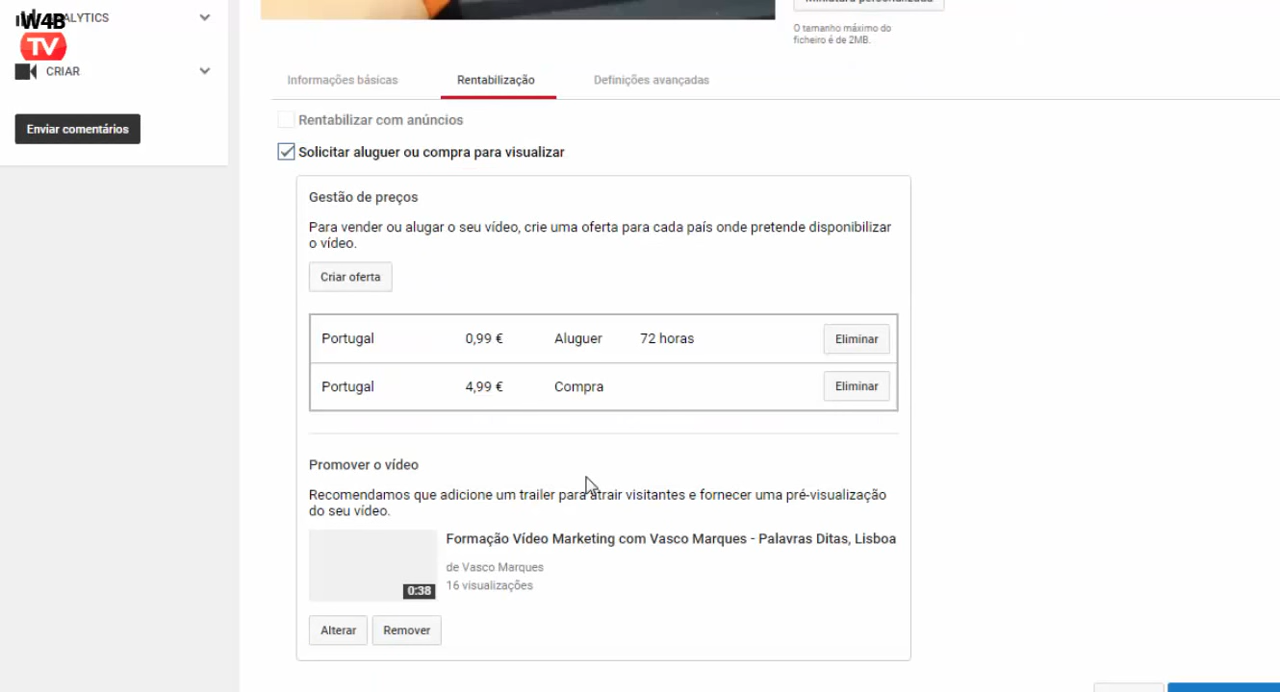 ANALYTICS
W4B
TV
CRIAR
Enviar comentários
Miniatura personalizada
O tamanho máximo do
ficheiro é de 2MB.
Informações básicas
Rentabilização
Definições avançadas
Rentabilizar com anúncios
Solicitar aluguer ou compra para visualizar
Gestão de preços
Para vender ou alugar o seu vídeo, crie uma oferta para cada país onde pretende disponibilizar
o vídeo.
Criar oferta
Portugal 0,99 € Aluguer 72 horas Eliminar
Portugal 4,99 € Compra Eliminar
Promover o vídeo
Recomendamos que adicione um trailer para atrair visitantes e fornecer uma pré-visualização
do seu vídeo.
Formação Vídeo Marketing com Vasco Marques - Palavras Ditas, Lisboa
de Vasco Marques
16 visualizações
0:38
Alterar
Remover